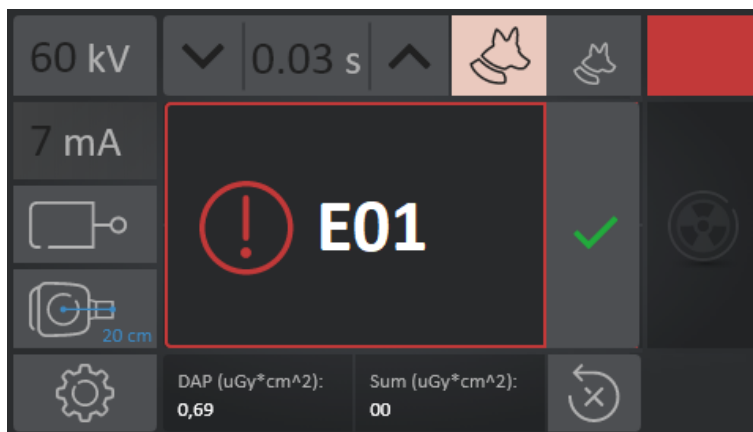 60 kV
0.03 s
7 mA
E01
20 cm
DAP (uGy*cm^2):
0,69
Sum (uGy*cm^2):
00